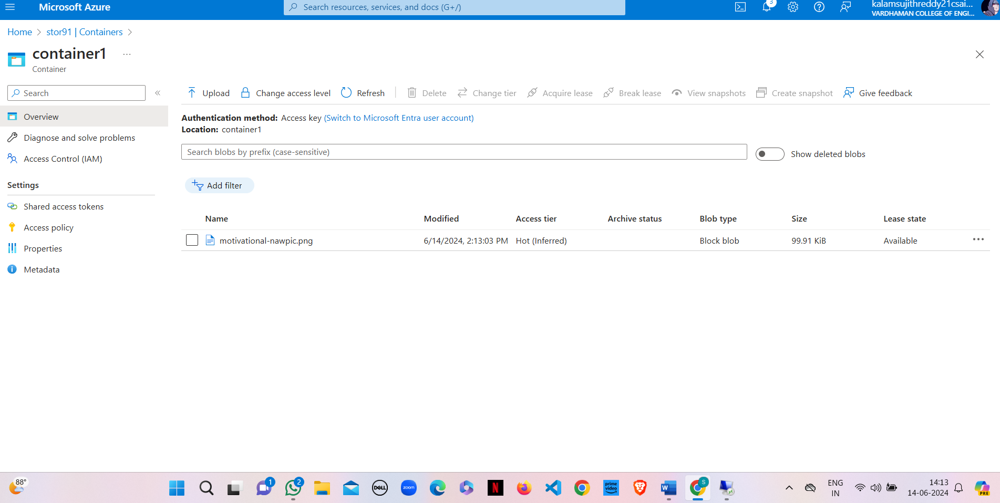 Microsoft Azure
Search resources, services, and docs (G+/)
3
kalamsujithreddy21csai...
VARDHAMAN COLLEGE OF ENGI...
Home > stor91 | Containers >
container1 ...
Container
Search «
Overview
Diagnose and solve problems
Access Control (IAM)
Settings
Shared access tokens
Access policy
Properties
Metadata
Upload Change access level Refresh Delete Change tier Acquire lease Break lease View snapshots Create snapshot Give feedback
Authentication method: Access key (Switch to Microsoft Entra user account)
Location: container1
Search blobs by prefix (case-sensitive)
Show deleted blobs
Add filter
Name Modified Access tier Archive status Blob type Size Lease state
motivational-nawpic.png 6/14/2024, 2:13:03 PM Hot (Inferred) Block blob 99.91 KiB Available ...
88°
1
2
DELL
zoom
N
prime video
W
S
ENG
IN
14:13
14-06-2024
PRE